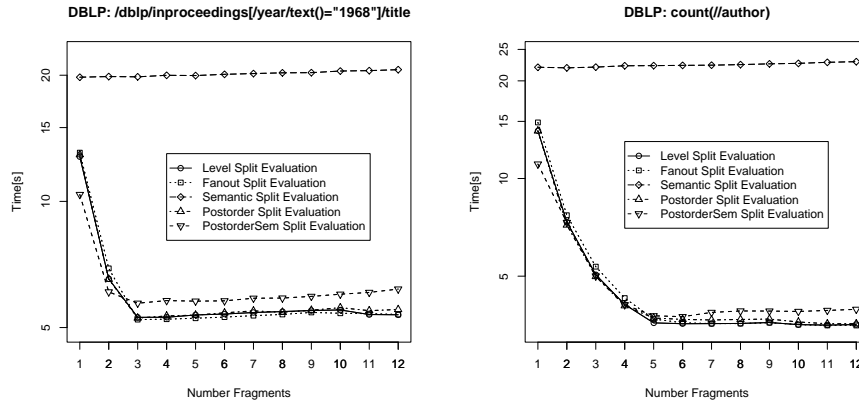 DBLP: /dblp/inproceedings[/year/text()="1968"]/title
Time[s]
20
15
10
5
Level Split Evaluation
Fanout Split Evaluation
Semantic Split Evaluation
Postorder Split Evaluation
PostorderSem Split Evaluation
1 2 3 4 5 6 7 8 9 10 11 12
Number Fragments
DBLP: count(//author)
Time[s]
25
20
15
10
5
Level Split Evaluation
Fanout Split Evaluation
Semantic Split Evaluation
Postorder Split Evaluation
PostorderSem Split Evaluation
1 2 3 4 5 6 7 8 9 10 11 12
Number Fragments